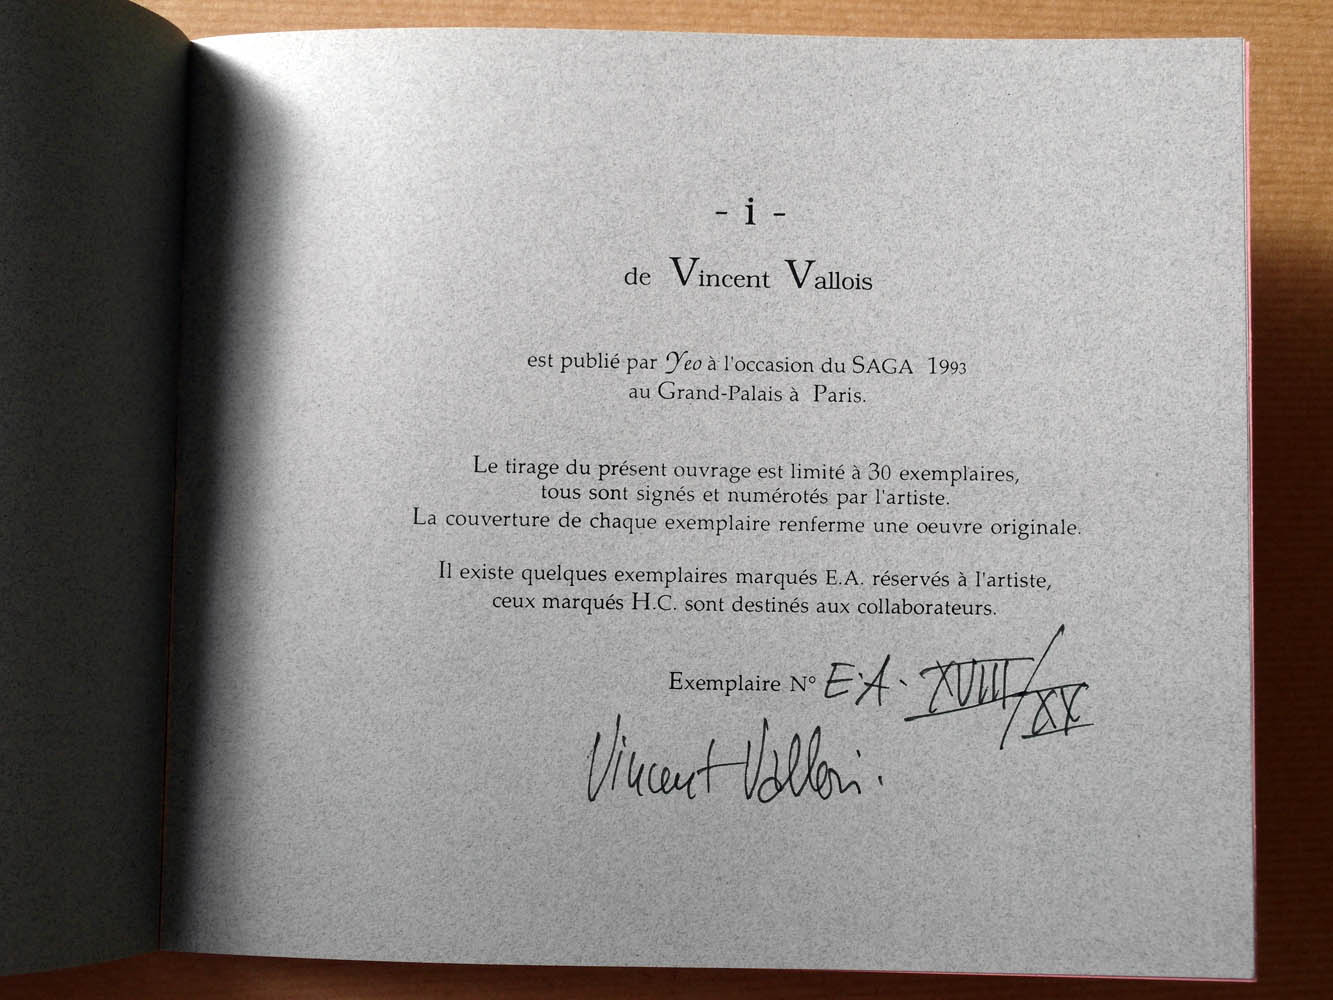 - i -
de Vincent Vallois
est publié par Yeo à l'occasion du SAGA 1993
au Grand-Palais à Paris.
Le tirage du présent ouvrage est limité à 30 exemplaires,
tous sont signés et numérotés par l'artiste.
La couverture de chaque exemplaire renferme une oeuvre originale.
Il existe quelques exemplaires marqués E.A. réservés à l'artiste,
ceux marqués H.C. sont destinés aux collaborateurs.
Exemplaire N° E.A. XVIII/XX
Vincent Vallois.